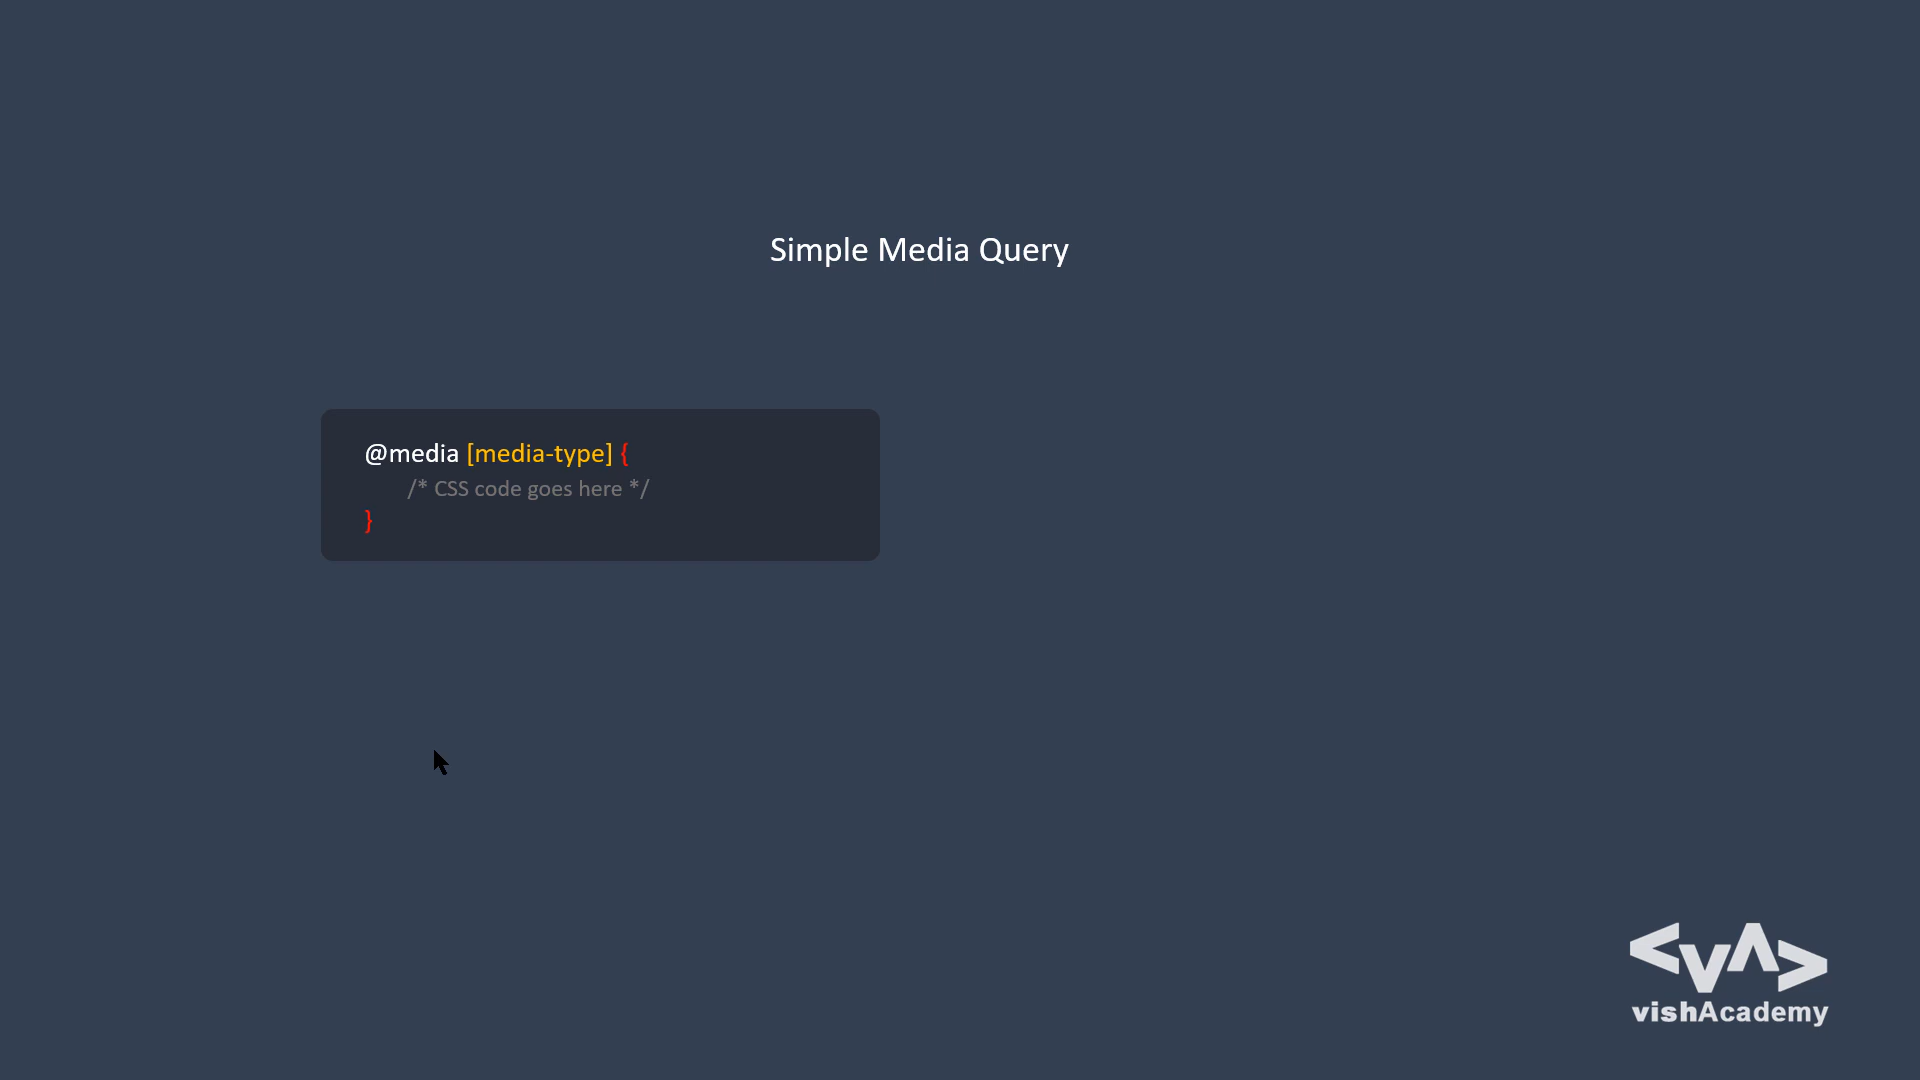 Simple Media Query
@media [media-type] {
/* CSS code goes here */
}
<VA>
vishAcademy